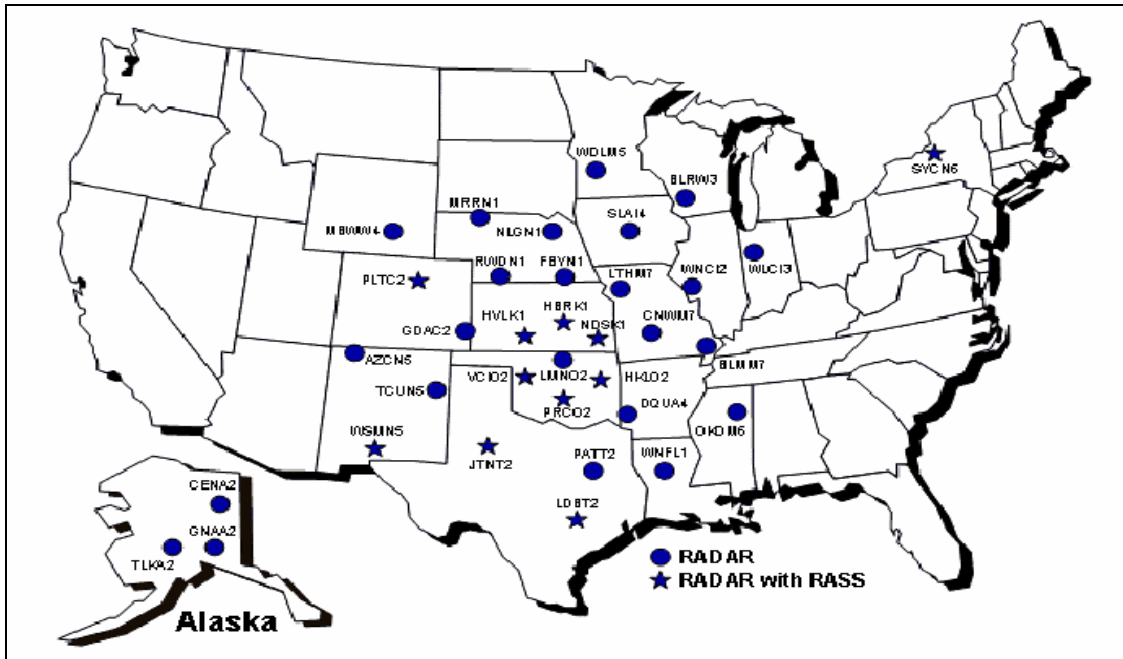 WDLM5
SYCN6
BLRW3
MRRN1
SLAI4
NLGN1
MBWW4
WLCI3
RWDN1
FBYN1
LTHM7
WNCI2
PLTC2
HBRK1
HVLK1
NDSK1
CNWM7
GDAC2
AZCN5
BLMM7
VCIO2
LMNO2
HKLO2
TCUN5
DQUA4
PRCO2
OKOM6
WSMN5
JTNT2
PATT2
WNFL1
CENA2
LDBT2
GNAA2
TLKA2
RADAR
RADAR with RASS
Alaska